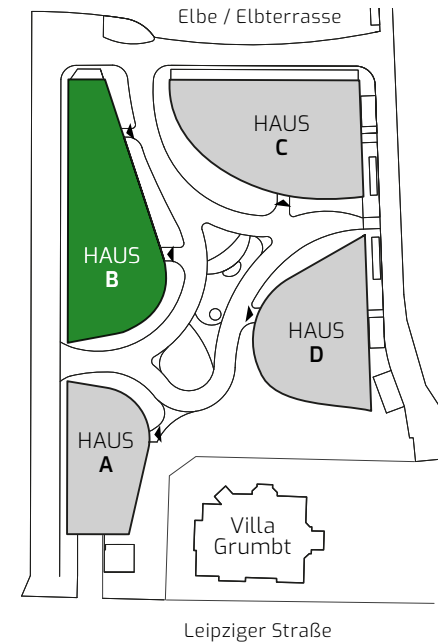 Elbe / Elbterrasse
HAUS
C
HAUS
B
HAUS
D
HAUS
A
Villa
Grumbt
Leipziger Straße